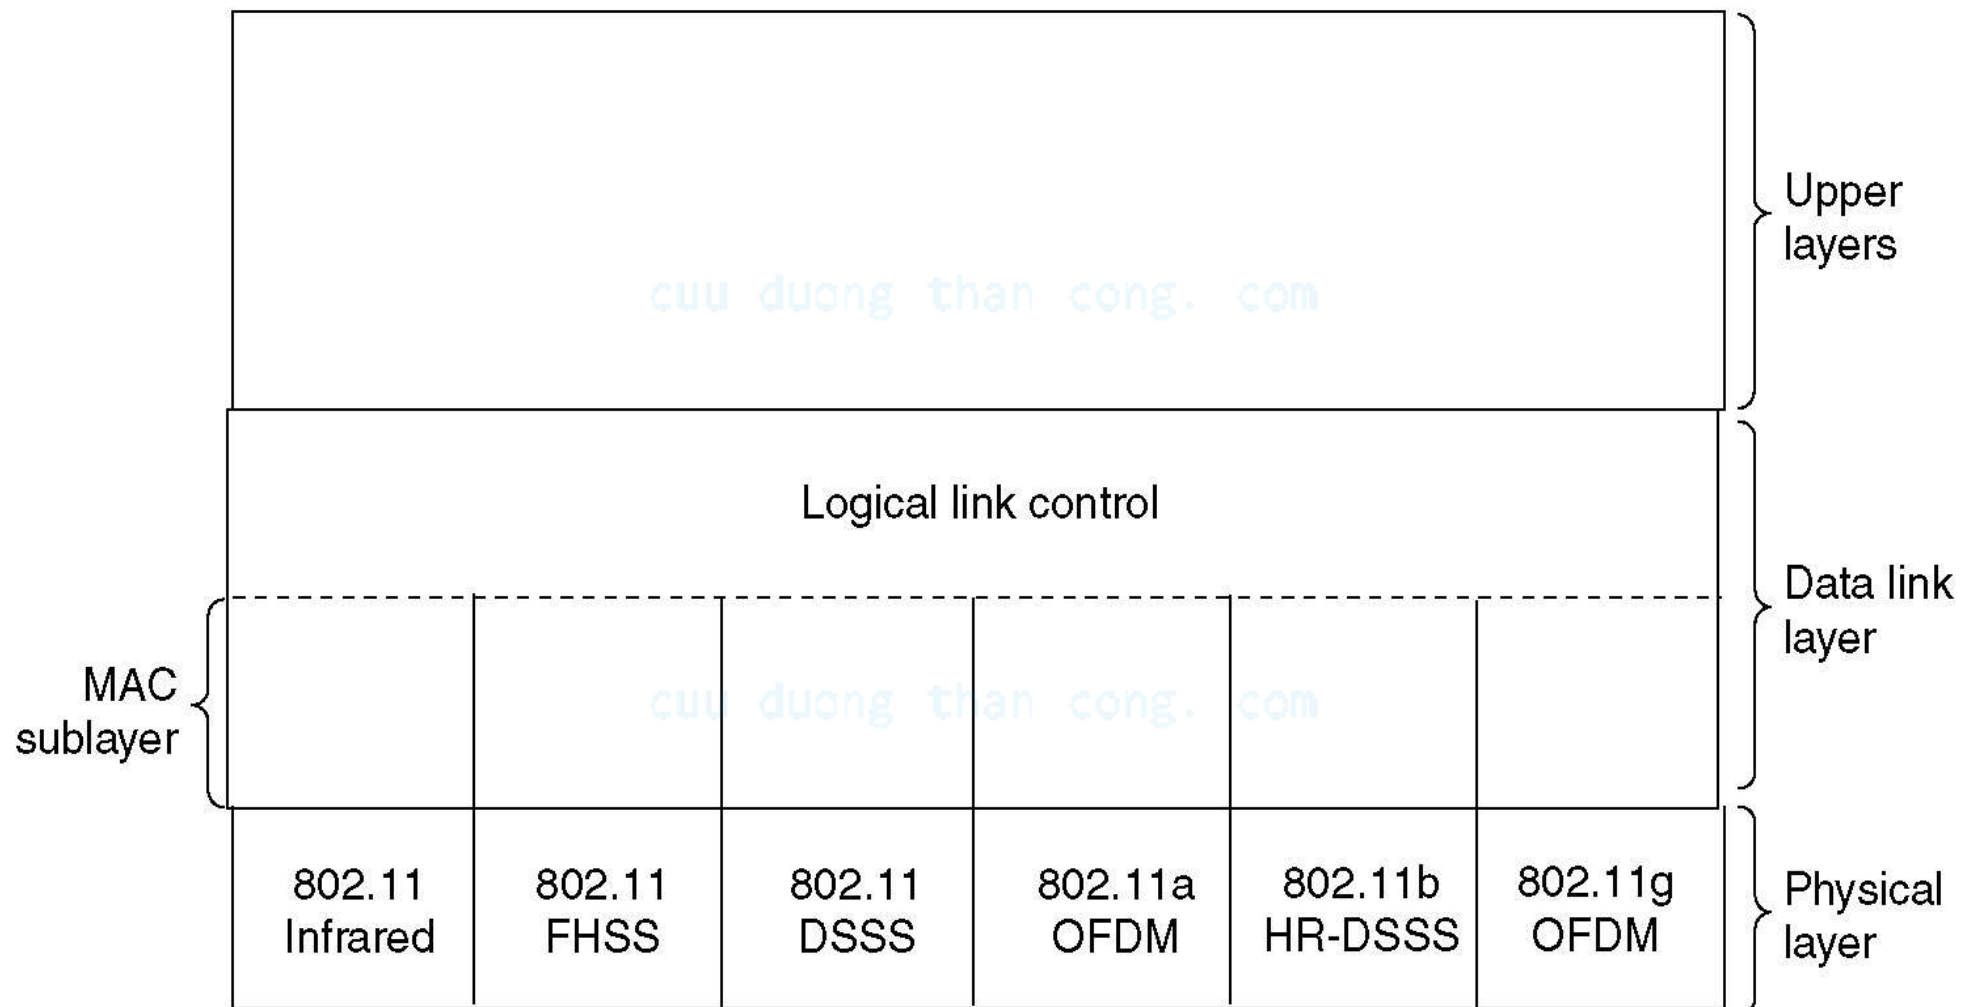 Upper
layers
cuu duong than cong. com
Logical link control
Data link
layer
MAC
sublayer
cuu duong than cong. com
802.11
Infrared
802.11
FHSS
802.11
DSSS
802.11a
OFDM
802.11b
HR-DSSS
802.11g
OFDM
Physical
layer